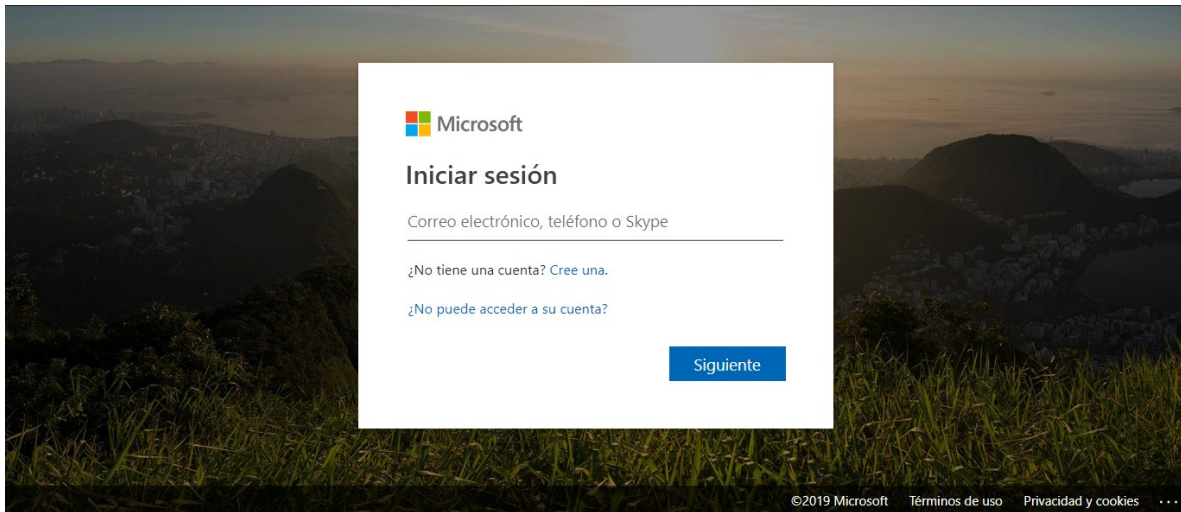 Microsoft
Iniciar sesión
Correo electrónico, teléfono o Skype
¿No tiene una cuenta? Cree una.
¿No puede acceder a su cuenta?
Siguiente
©2019 Microsoft Términos de uso Privacidad y cookies ...